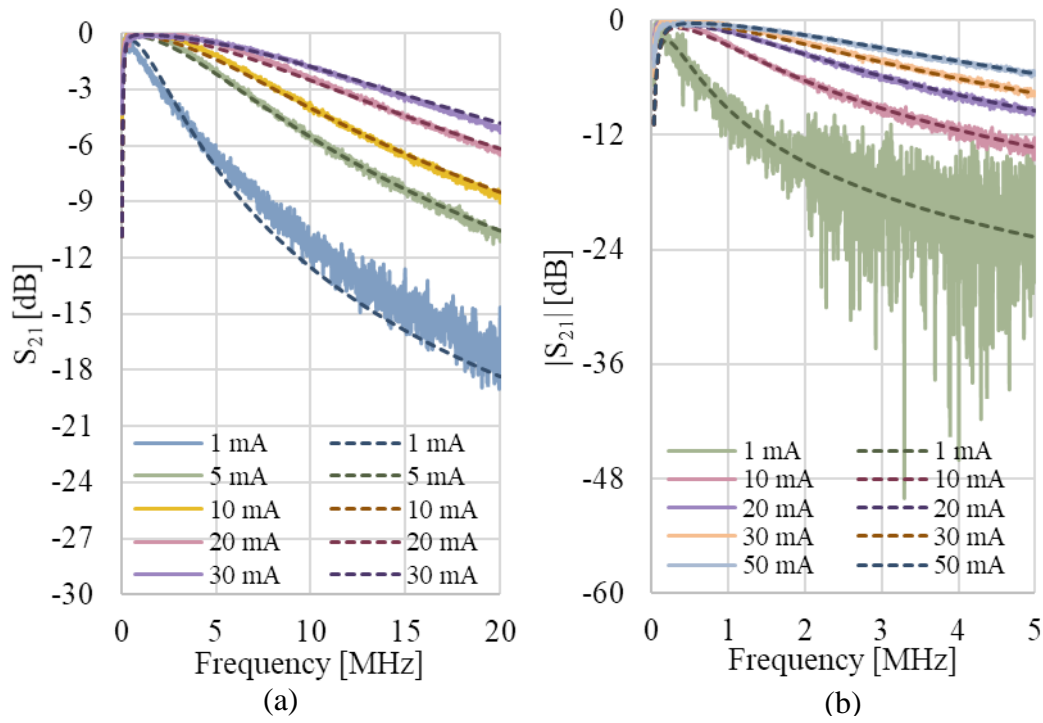 0
-3
-6
-9
-12
-15
-18
-21
-24
-27
-30
S21 [dB]
1 mA
1 mA
5 mA
5 mA
10 mA
10 mA
20 mA
20 mA
30 mA
30 mA
0 5 10 15 20
Frequency [MHz]
(a)
0
-12
-24
-36
-48
-60
|S21| [dB]
1 mA
1 mA
10 mA
10 mA
20 mA
20 mA
30 mA
30 mA
50 mA
50 mA
0 1 2 3 4 5
Frequency [MHz]
(b)